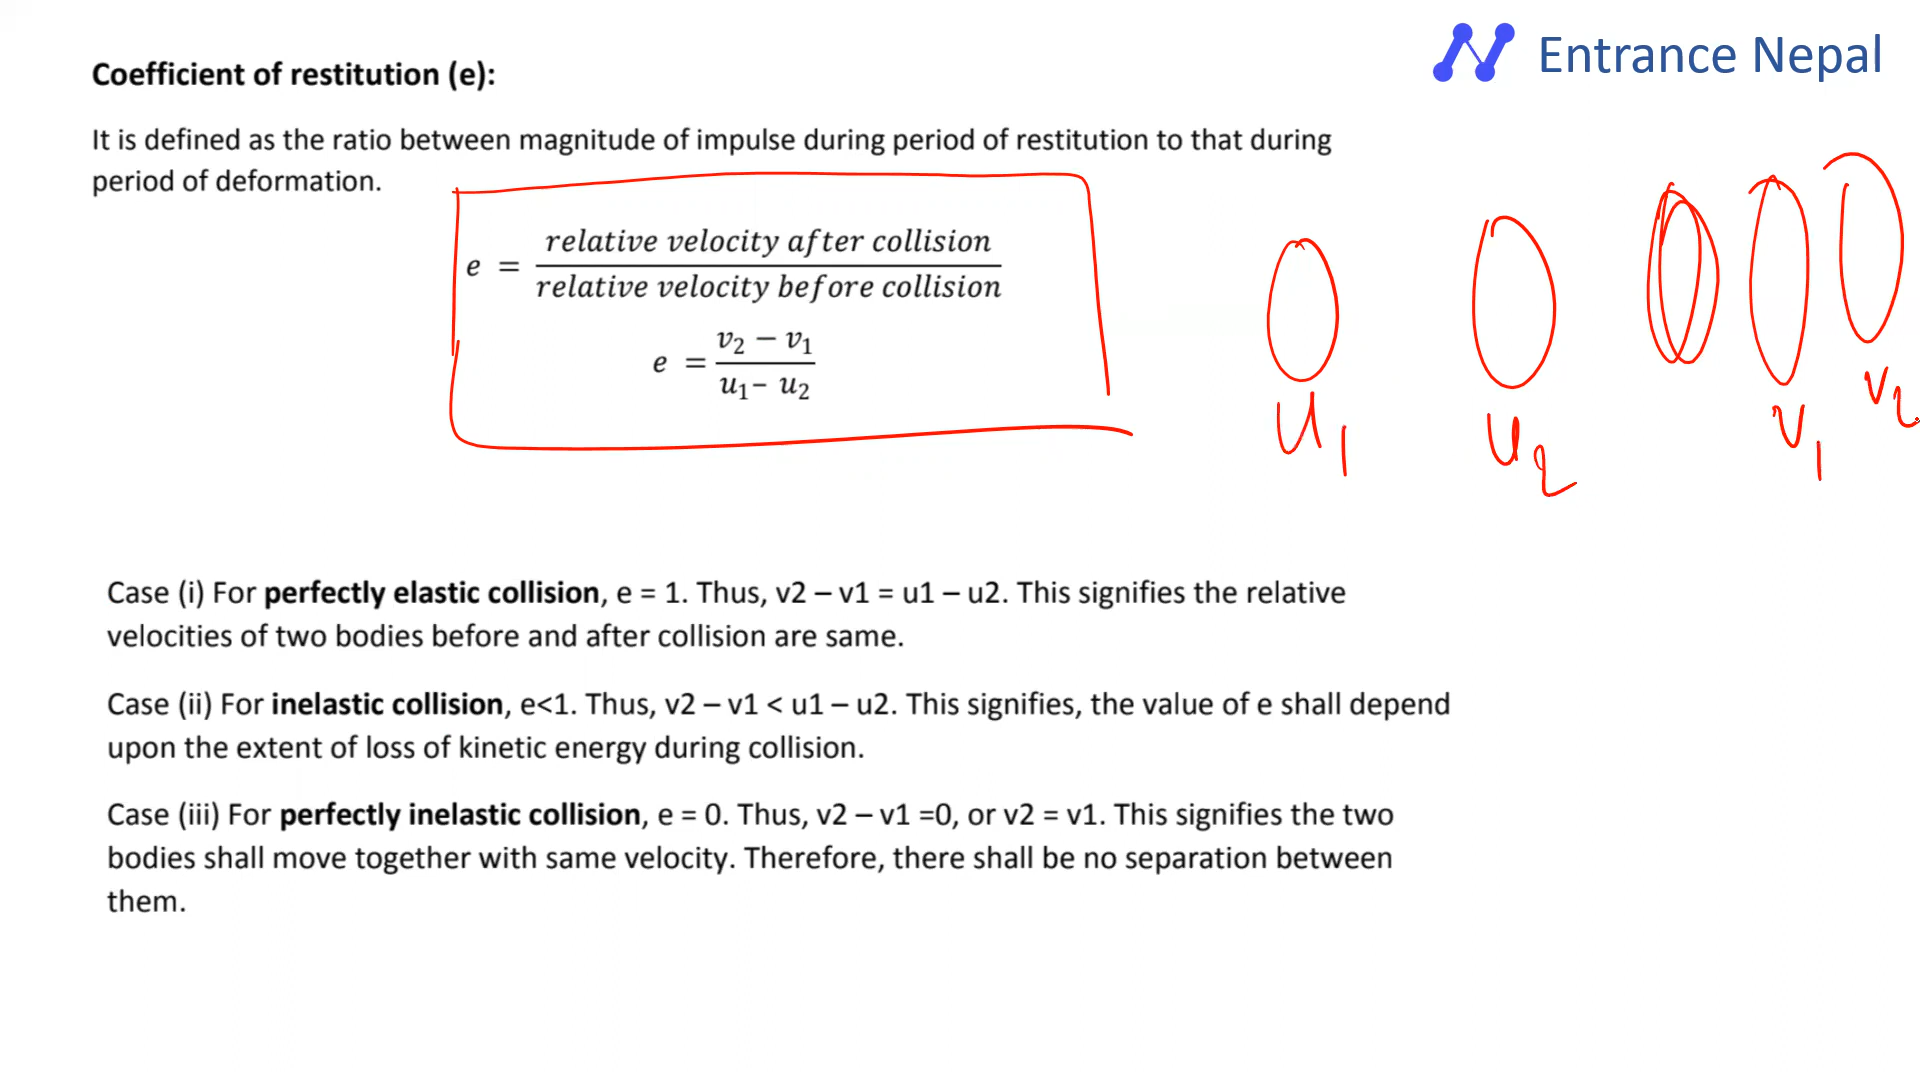 Entrance Nepal
Coefficient of restitution (e):
It is defined as the ratio between magnitude of impulse during period of restitution to that during
period of deformation.
e = relative velocity after collision / relative velocity before collision
e = v₂ − v₁ / u₁− u₂
u₁ u₂ v₁ v₂
Case (i) For perfectly elastic collision, e = 1. Thus, v2 – v1 = u1 – u2. This signifies the relative
velocities of two bodies before and after collision are same.
Case (ii) For inelastic collision, e<1. Thus, v2 – v1 < u1 – u2. This signifies, the value of e shall depend
upon the extent of loss of kinetic energy during collision.
Case (iii) For perfectly inelastic collision, e = 0. Thus, v2 – v1 =0, or v2 = v1. This signifies the two
bodies shall move together with same velocity. Therefore, there shall be no separation between
them.